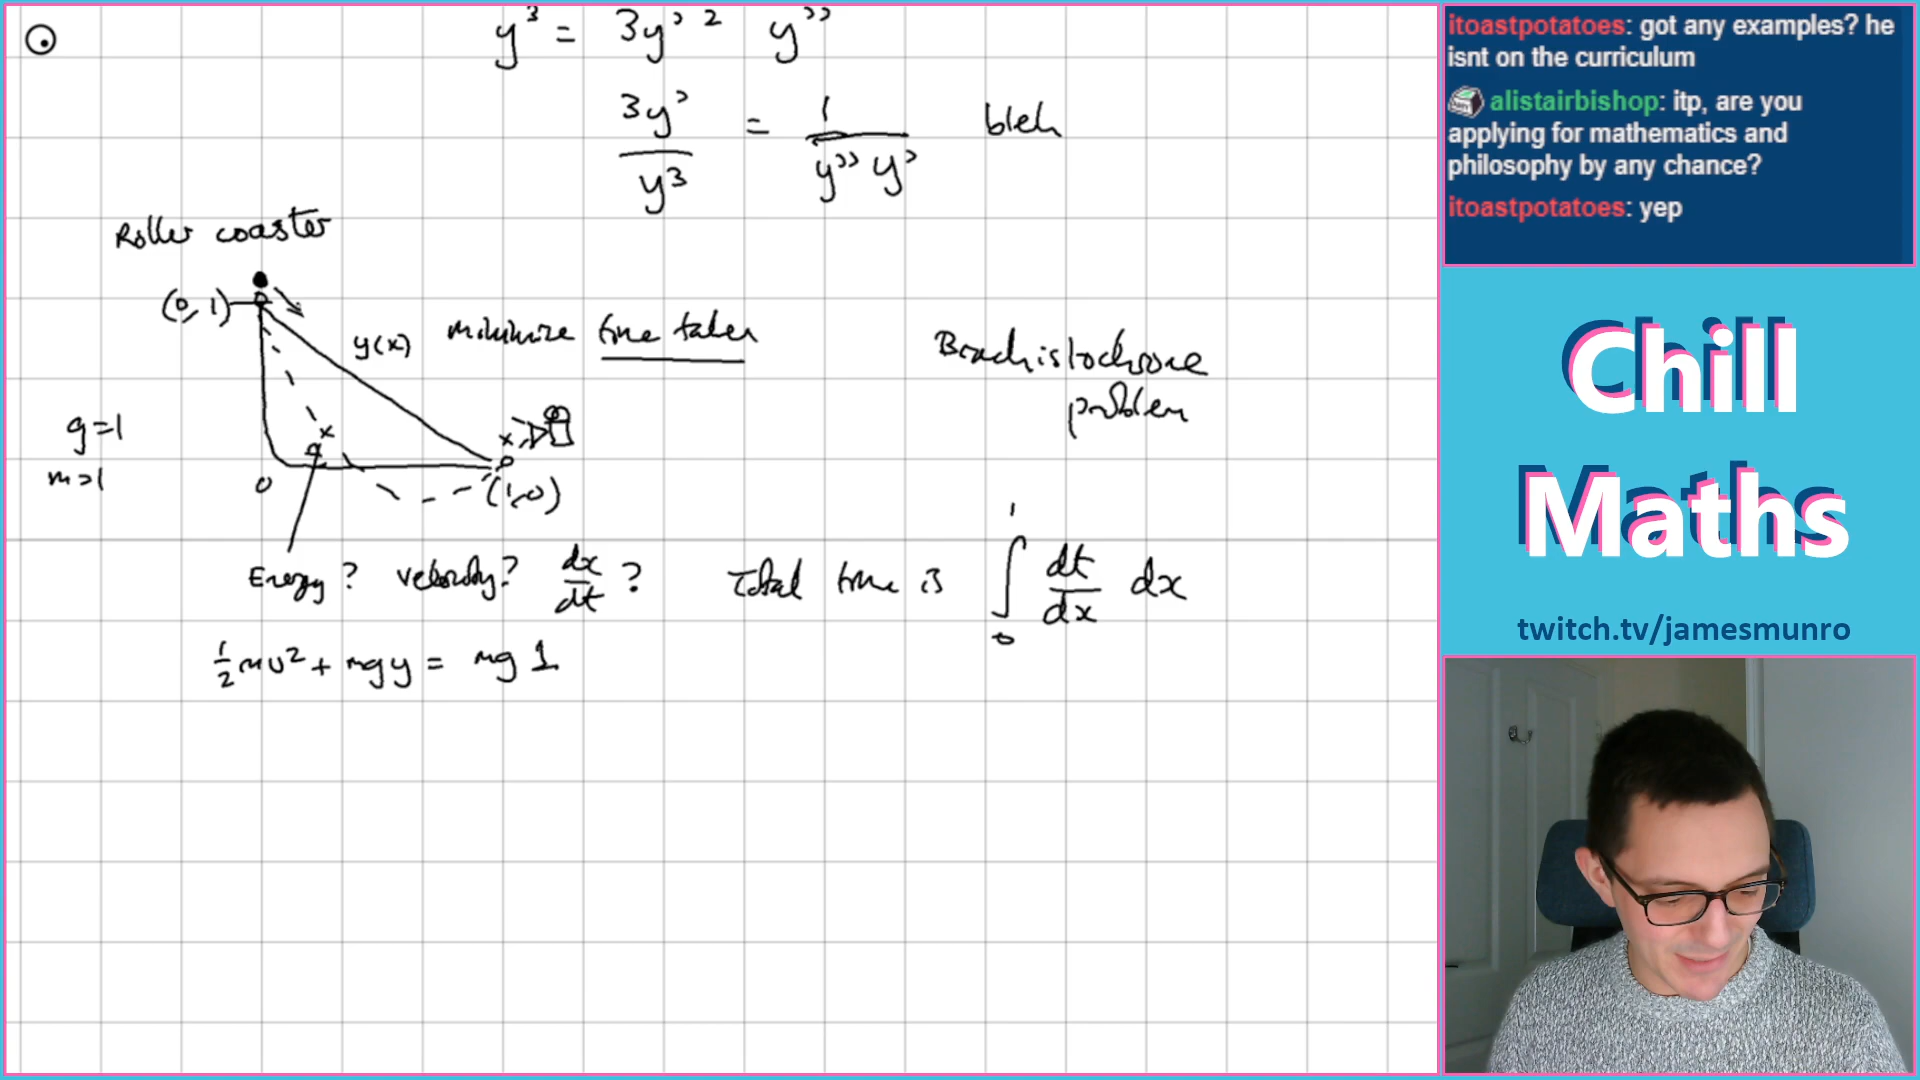 y³ = 3y'² y''
3y' / y³ = 1 / y'' y' bleh
Roller coaster
(0, 1)
y(x) minimize time taken
Brachistochrone
problem
g=1
m=1
x x
0 (1,0)
Energy? velocity? dx/dt ? Total time is ∫₀¹ dt/dx dx
½mv² + mgy = mg 1
itoastpotatoes: got any examples? he
isnt on the curriculum
alistairbishop: itp, are you
applying for mathematics and
philosophy by any chance?
itoastpotatoes: yep
Chill
Maths
twitch.tv/jamesmunro